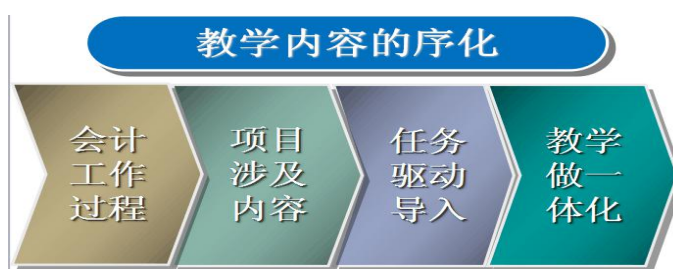 教学内容的序化
会计
工作
过程
项目
涉及
内容
任务
驱动
导入
教学
做一
体化